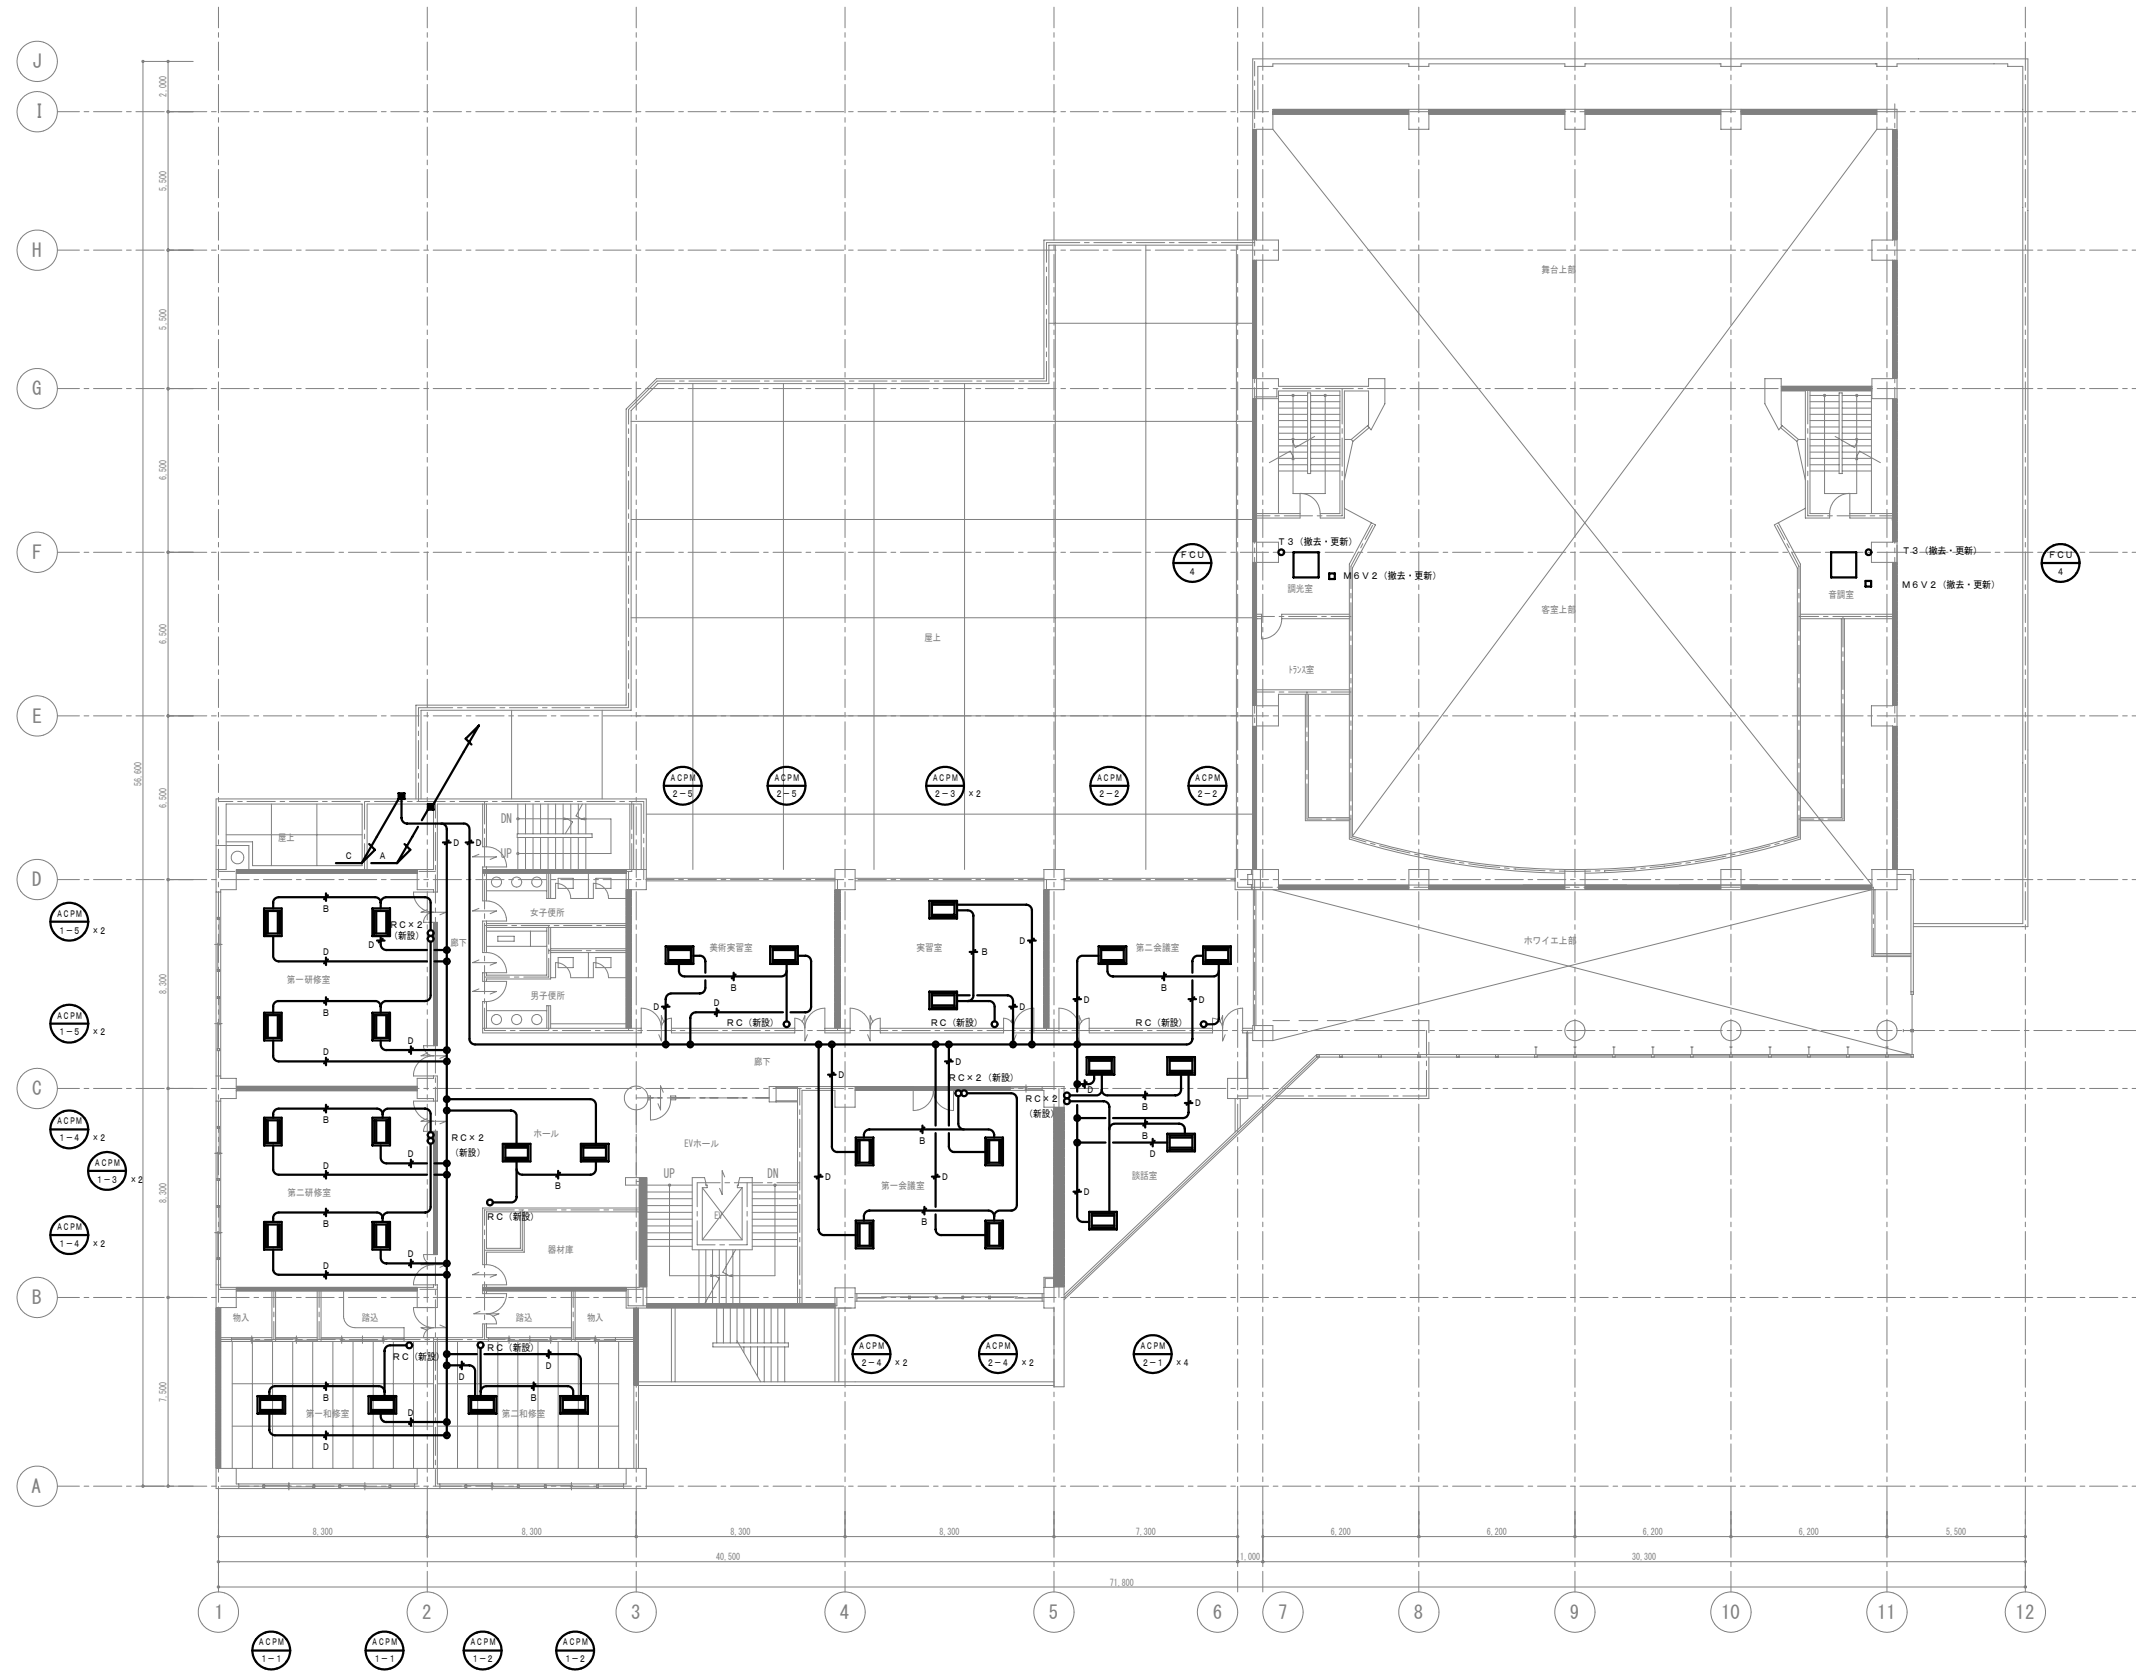 J
2,000
I
5,500
H
舞台上部
5,500
G
6,500
F
FCU
4
T3（撤去・更新）
M6V2（撤去・更新）
調光室
T3（撤去・更新）
M6V2（撤去・更新）
音調室
FCU
4
客室上部
6,500
屋上
トランス室
E
56,600
6,500
ACPM
2-5
ACPM
2-5
ACPM
2-3
×2
ACPM
2-2
ACPM
2-2
屋上
C
A
D
D
DN
UP
D
ACPM
1-5
×2
B
RC×2
（新設）
D
D
廊下
女子便所
第一研修室
男子便所
美術実習室
B
D
D
RC（新設）
実習室
B
D
D
RC（新設）
第二会議室
B
D
D
RC（新設）
ホワイエ上部
8,300
ACPM
1-5
×2
B
D
D
廊下
C
RC×2（新設）
RC×2
（新設）
D
D
D
B
D
B
D
D
談話室
ACPM
1-4
×2
ACPM
1-3
×2
B
RC×2
（新設）
D
D
ホール
B
RC（新設）
EVホール
UP
DN
EV
第一会議室
B
D
D
B
第二研修室
8,300
ACPM
1-4
×2
B
D
D
器材庫
B
物入
踏込
踏込
物入
RC（新設）
RC（新設）
D
D
B
B
第一和修室
第二和修室
D
D
ACPM
2-4
×2
ACPM
2-4
×2
ACPM
2-1
×4
7,500
A
8,300
8,300
8,300
8,300
7,300
6,200
6,200
6,200
6,200
5,500
40,500
1,000
30,300
71,800
1
2
3
4
5
6
7
8
9
10
11
12
ACPM
1-1
ACPM
1-1
ACPM
1-2
ACPM
1-2